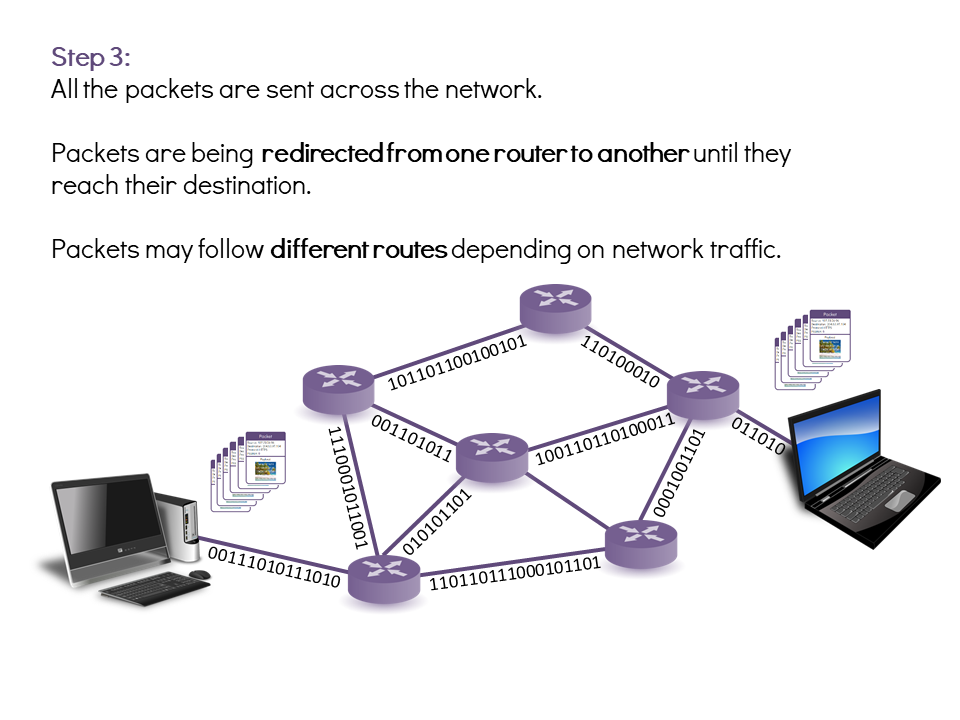 Step 3:
All the packets are sent across the network.
Packets are being redirected from one router to another until they
reach their destination.
Packets may follow different routes depending on network traffic.
101101100100101
110100010
Packet
Packet
001101011
100110110100011
011010
1110001011001
010101101
0001001101
00111010111010
110110111000101101